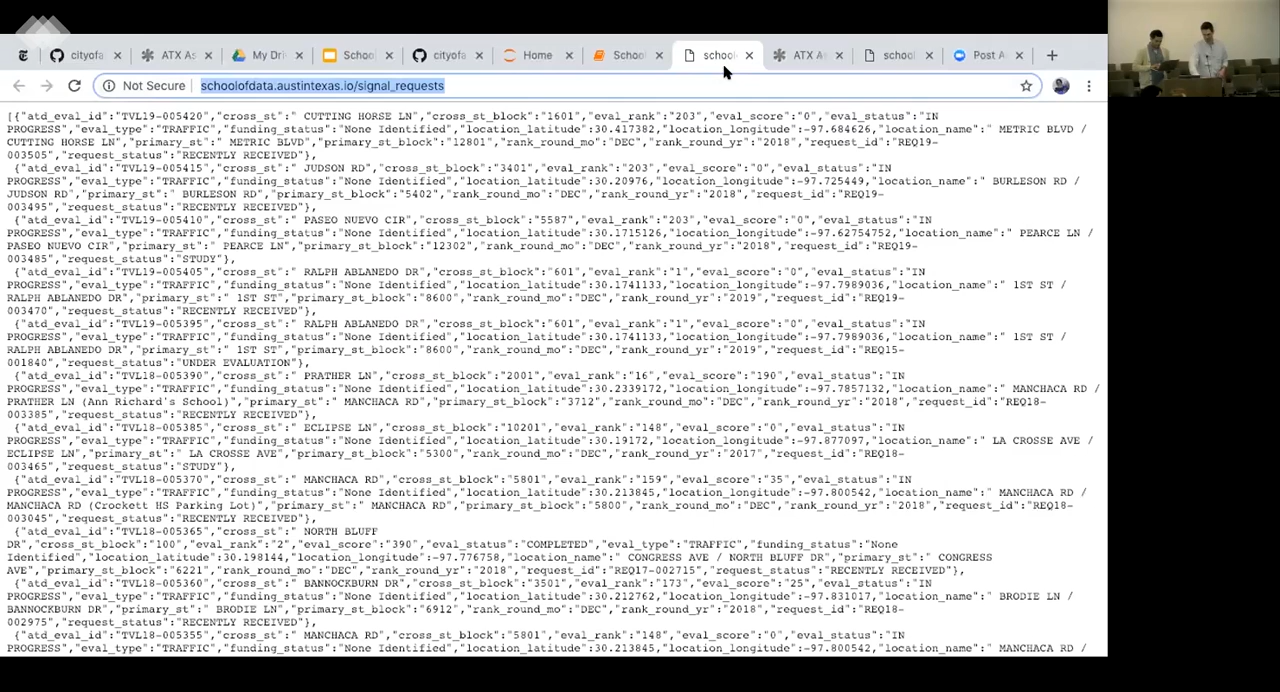 cityofa
ATX As
My Dri
School
cityofa
Home
School
school
ATX A
school
Post A
Not Secure
schoolofdata.austintexas.io/signal_requests
[{"atd_eval_id":"TVL19-005420","cross_st":" CUTTING HORSE LN","cross_st_block":"1601","eval_rank":"203","eval_score":"0","eval_status":"IN
PROGRESS","eval_type":"TRAFFIC","funding_status":"None Identified","location_latitude":30.417382,"location_longitude":-97.684626,"location_name":" METRIC BLVD /
CUTTING HORSE LN","primary_st":" METRIC BLVD","primary_st_block":"12801","rank_round_mo":"DEC","rank_round_yr":"2018","request_id":"REQ19-
003505","request_status":"RECENTLY RECEIVED"},
{"atd_eval_id":"TVL19-005415","cross_st":" JUDSON RD","cross_st_block":"3401","eval_rank":"203","eval_score":"0","eval_status":"IN
PROGRESS","eval_type":"TRAFFIC","funding_status":"None Identified","location_latitude":30.20976,"location_longitude":-97.725449,"location_name":" BURLESON RD /
JUDSON RD","primary_st":" BURLESON RD","primary_st_block":"5402","rank_round_mo":"DEC","rank_round_yr":"2018","request_id":"REQ19-
003495","request_status":"RECENTLY RECEIVED"},
{"atd_eval_id":"TVL19-005410","cross_st":" PASEO NUEVO CIR","cross_st_block":"5587","eval_rank":"203","eval_score":"0","eval_status":"IN
PROGRESS","eval_type":"TRAFFIC","funding_status":"None Identified","location_latitude":30.1715126,"location_longitude":-97.62754752,"location_name":" PEARCE LN /
PASEO NUEVO CIR","primary_st":" PEARCE LN","primary_st_block":"12302","rank_round_mo":"DEC","rank_round_yr":"2018","request_id":"REQ19-
003485","request_status":"STUDY"},
{"atd_eval_id":"TVL19-005405","cross_st":" RALPH ABLANEDO DR","cross_st_block":"601","eval_rank":"1","eval_score":"0","eval_status":"IN
PROGRESS","eval_type":"TRAFFIC","funding_status":"None Identified","location_latitude":30.1741133,"location_longitude":-97.7989036,"location_name":" 1ST ST /
RALPH ABLANEDO DR","primary_st":" 1ST ST","primary_st_block":"8600","rank_round_mo":"DEC","rank_round_yr":"2019","request_id":"REQ19-
003470","request_status":"RECENTLY RECEIVED"},
{"atd_eval_id":"TVL19-005395","cross_st":" RALPH ABLANEDO DR","cross_st_block":"601","eval_rank":"1","eval_score":"0","eval_status":"IN
PROGRESS","eval_type":"TRAFFIC","funding_status":"None Identified","location_latitude":30.1741133,"location_longitude":-97.7989036,"location_name":" 1ST ST /
RALPH ABLANEDO DR","primary_st":" 1ST ST","primary_st_block":"8600","rank_round_mo":"DEC","rank_round_yr":"2019","request_id":"REQ15-
001840","request_status":"UNDER EVALUATION"},
{"atd_eval_id":"TVL18-005390","cross_st":" PRATHER LN","cross_st_block":"2001","eval_rank":"16","eval_score":"190","eval_status":"IN
PROGRESS","eval_type":"TRAFFIC","funding_status":"None Identified","location_latitude":30.2339172,"location_longitude":-97.7857132,"location_name":" MANCHACA RD /
PRATHER LN (Ann Richard's School)","primary_st":" MANCHACA RD","primary_st_block":"3712","rank_round_mo":"DEC","rank_round_yr":"2018","request_id":"REQ18-
003385","request_status":"RECENTLY RECEIVED"},
{"atd_eval_id":"TVL18-005385","cross_st":" ECLIPSE LN","cross_st_block":"10201","eval_rank":"148","eval_score":"0","eval_status":"IN
PROGRESS","eval_type":"TRAFFIC","funding_status":"None Identified","location_latitude":30.19172,"location_longitude":-97.877097,"location_name":" LA CROSSE AVE /
ECLIPSE LN","primary_st":" LA CROSSE AVE","primary_st_block":"5300","rank_round_mo":"DEC","rank_round_yr":"2017","request_id":"REQ18-
003465","request_status":"STUDY"},
{"atd_eval_id":"TVL18-005370","cross_st":" MANCHACA RD","cross_st_block":"5801","eval_rank":"159","eval_score":"35","eval_status":"IN
PROGRESS","eval_type":"TRAFFIC","funding_status":"None Identified","location_latitude":30.213845,"location_longitude":-97.800542,"location_name":" MANCHACA RD /
MANCHACA RD (Crockett HS Parking Lot)","primary_st":" MANCHACA RD","primary_st_block":"5800","rank_round_mo":"DEC","rank_round_yr":"2018","request_id":"REQ18-
003045","request_status":"RECENTLY RECEIVED"},
{"atd_eval_id":"TVL18-005365","cross_st":" NORTH BLUFF
DR","cross_st_block":"100","eval_rank":"2","eval_score":"390","eval_status":"COMPLETED","eval_type":"TRAFFIC","funding_status":"None
Identified","location_latitude":30.198144,"location_longitude":-97.776758,"location_name":" CONGRESS AVE / NORTH BLUFF DR","primary_st":" CONGRESS
AVE","primary_st_block":"6221","rank_round_mo":"DEC","rank_round_yr":"2018","request_id":"REQ17-002715","request_status":"RECENTLY RECEIVED"},
{"atd_eval_id":"TVL18-005360","cross_st":" BANNOCKBURN DR","cross_st_block":"3501","eval_rank":"173","eval_score":"25","eval_status":"IN
PROGRESS","eval_type":"TRAFFIC","funding_status":"None Identified","location_latitude":30.212762,"location_longitude":-97.831017,"location_name":" BRODIE LN /
BANNOCKBURN DR","primary_st":" BRODIE LN","primary_st_block":"6912","rank_round_mo":"DEC","rank_round_yr":"2018","request_id":"REQ18-
002975","request_status":"RECENTLY RECEIVED"},
{"atd_eval_id":"TVL18-005355","cross_st":" MANCHACA RD","cross_st_block":"5801","eval_rank":"148","eval_score":"0","eval_status":"IN
PROGRESS","eval_type":"TRAFFIC","funding_status":"None Identified","location_latitude":30.213845,"location_longitude":-97.800542,"location_name":" MANCHACA RD /